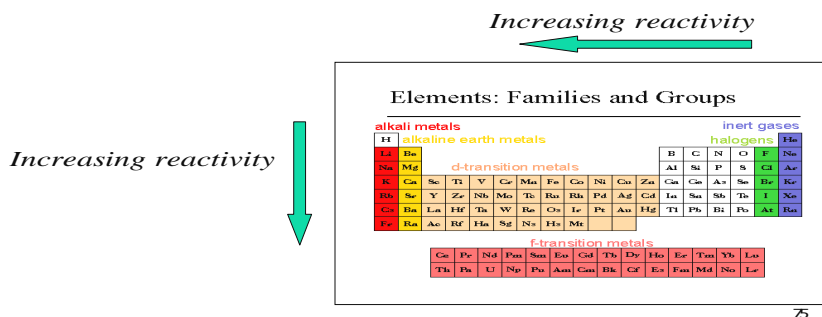 Increasing reactivity
Elements: Families and Groups
alkali metals inert gases
alkaline earth metals halogens
H He
Li Be B C N O F Ne
Na Mg d-transition metals Al Si P S Cl Ar
K Ca Sc Ti V Cr Mn Fe Co Ni Cu Zn Ga Ge As Se Br Kr
Rb Sr Y Zr Nb Mo Tc Ru Rh Pd Ag Cd In Sn Sb Te I Xe
Cs Ba La Hf Ta W Re Os Ir Pt Au Hg Tl Pb Bi Po At Rn
Fr Ra Ac Rf Ha Sg Ns Hs Mt
Increasing reactivity
f-transition metals
Ce Pr Nd Pm Sm Eu Gd Tb Dy Ho Er Tm Yb Lu
Th Pa U Np Pu Am Cm Bk Cf Es Fm Md No Lr
75